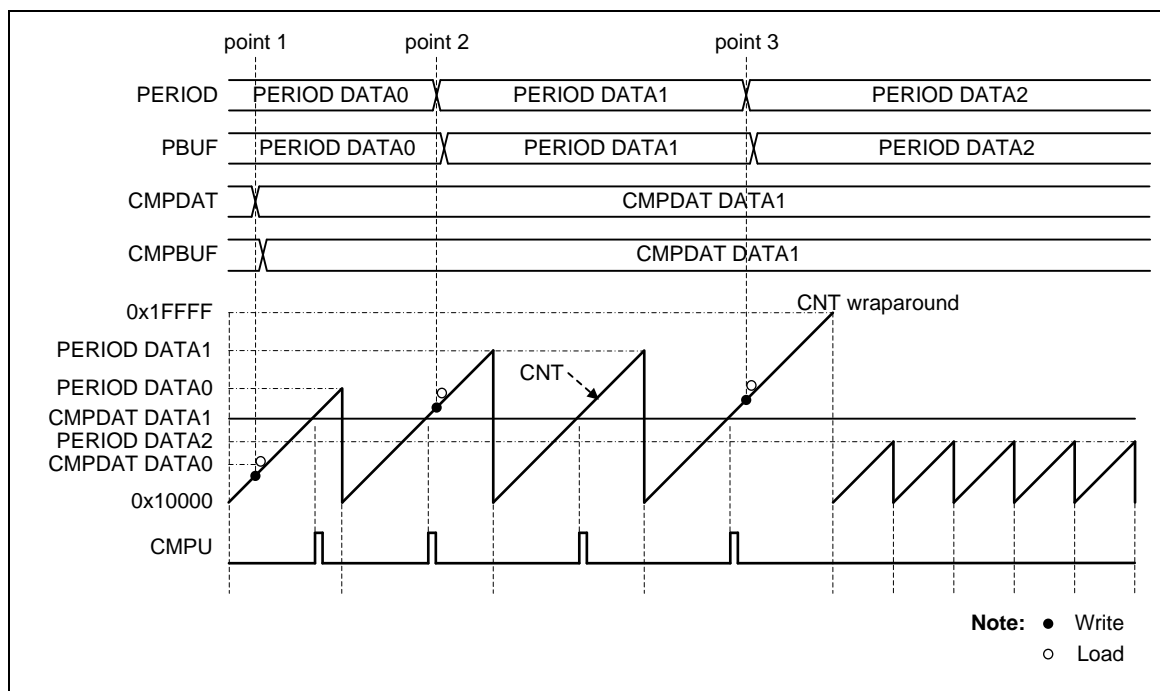 point 1 point 2 point 3
PERIOD PERIOD DATA0 PERIOD DATA1 PERIOD DATA2
PBUF PERIOD DATA0 PERIOD DATA1 PERIOD DATA2
CMPDAT CMPDAT DATA1
CMPBUF CMPDAT DATA1
0x1FFFF CNT wraparound
PERIOD DATA1
CNT
PERIOD DATA0
CMPDAT DATA1
PERIOD DATA2
CMPDAT DATA0
0x10000
CMPU
Note: ● Write
○ Load